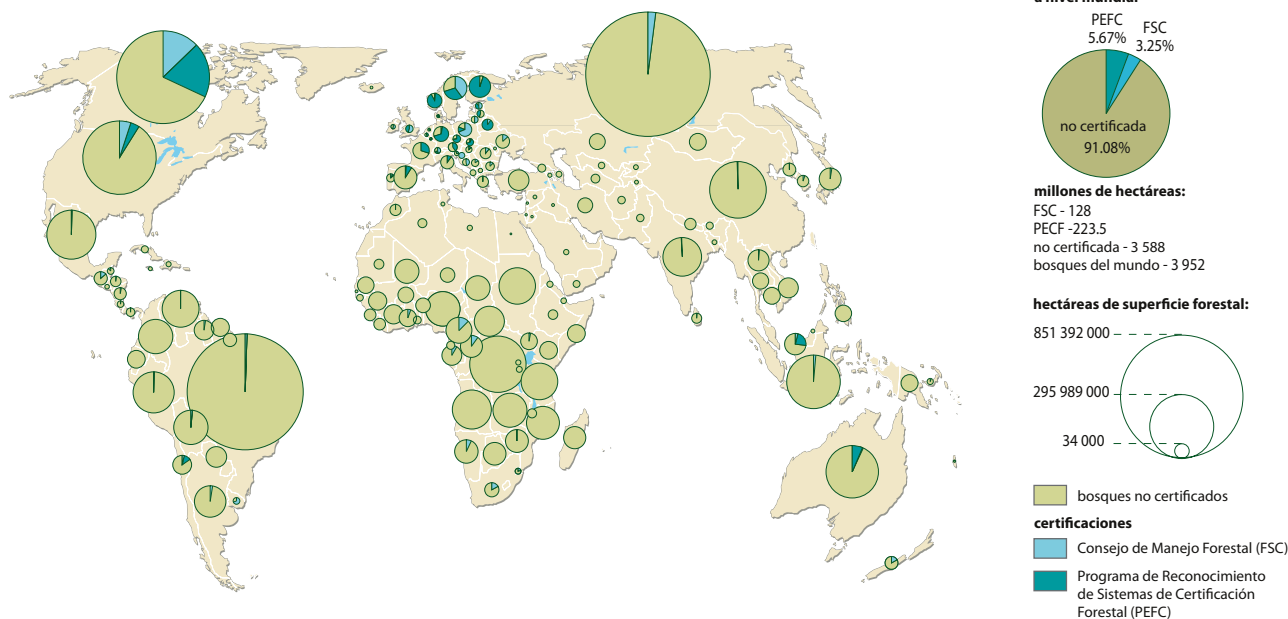 a nivel mundial
PEFC
5.67%
FSC
3.25%
no certificada
91.08%
millones de hectáreas:
FSC - 128
PECF -223.5
no certificada - 3 588
bosques del mundo - 3 952
hectáreas de superficie forestal:
851 392 000
295 989 000
34 000
bosques no certificados
certificaciones
Consejo de Manejo Forestal (FSC)
Programa de Reconocimiento
de Sistemas de Certificación
Forestal (PEFC)